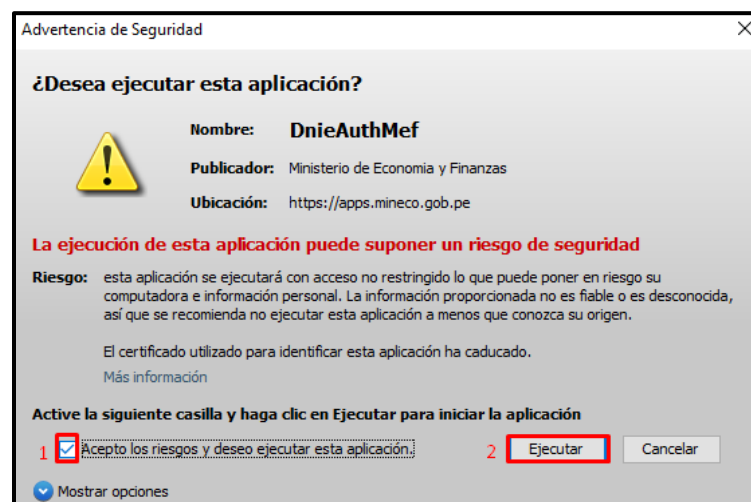 Advertencia de Seguridad
¿Desea ejecutar esta aplicación?
Nombre: DnieAuthMef
Publicador: Ministerio de Economia y Finanzas
Ubicación: https://apps.mineco.gob.pe
La ejecución de esta aplicación puede suponer un riesgo de seguridad
Riesgo: esta aplicación se ejecutará con acceso no restringido lo que puede poner en riesgo su
computadora e información personal. La información proporcionada no es fiable o es desconocida,
así que se recomienda no ejecutar esta aplicación a menos que conozca su origen.
El certificado utilizado para identificar esta aplicación ha caducado.
Más información
Active la siguiente casilla y haga clic en Ejecutar para iniciar la aplicación
1 Acepto los riesgos y deseo ejecutar esta aplicación. 2 Ejecutar Cancelar
Mostrar opciones